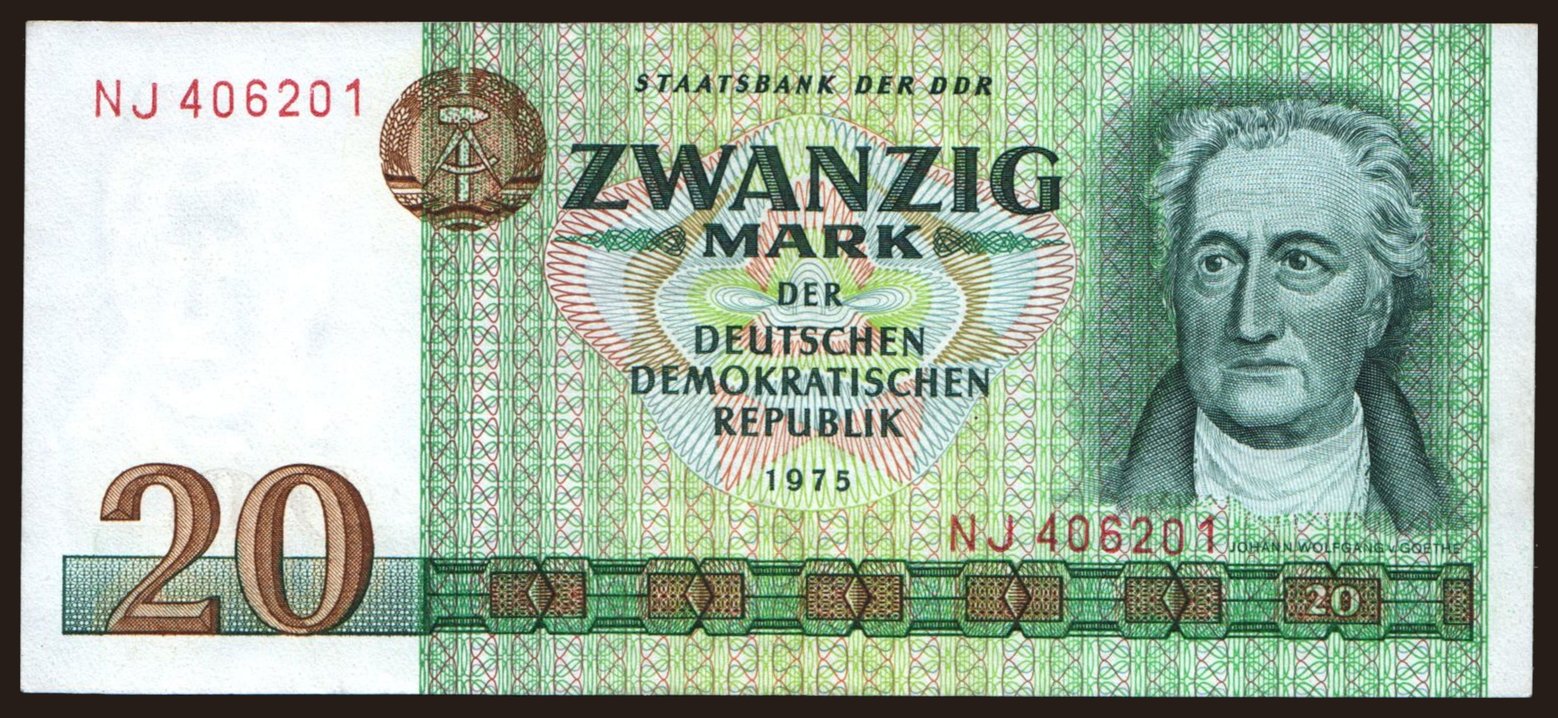 NJ 406201
STAATSBANK DER DDR
ZWANZIG
MARK
DER
DEUTSCHEN
DEMOKRATISCHEN
REPUBLIK
1975
NJ 406201
JOHANN WOLFGANG V. GOETHE
20
20